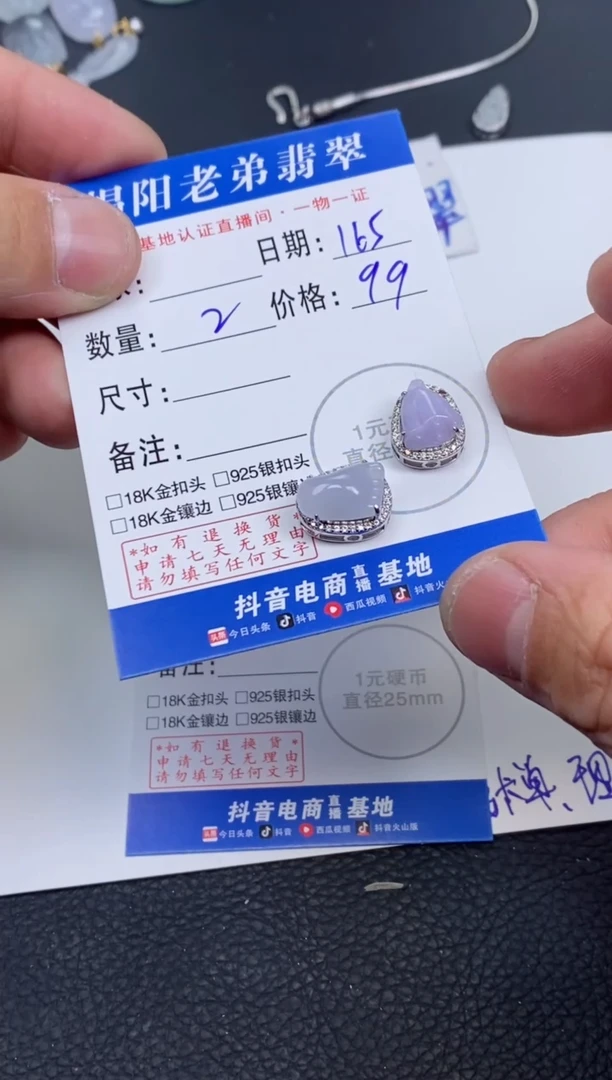 阳老弟翡翠
基地认证直播间·一物一证
日期: 165
数量: 2 价格: 99
尺寸:
备注:
1元
直径
□18K金扣头 □925银扣头
□18K金镶边 □925银镶
*如有退换货*
申请七天无理由
请勿填写任何文字
抖音电商直播基地
头条 今日头条 抖音 西瓜视频 抖音火
备注:
1元硬币
直径25mm
□18K金扣头 □925银扣头
□18K金镶边 □925银镶边
*如有退换货*
申请七天无理由
请勿填写任何文字
抖音电商直播基地
头条 今日头条 抖音 西瓜视频 抖音火山版
翠